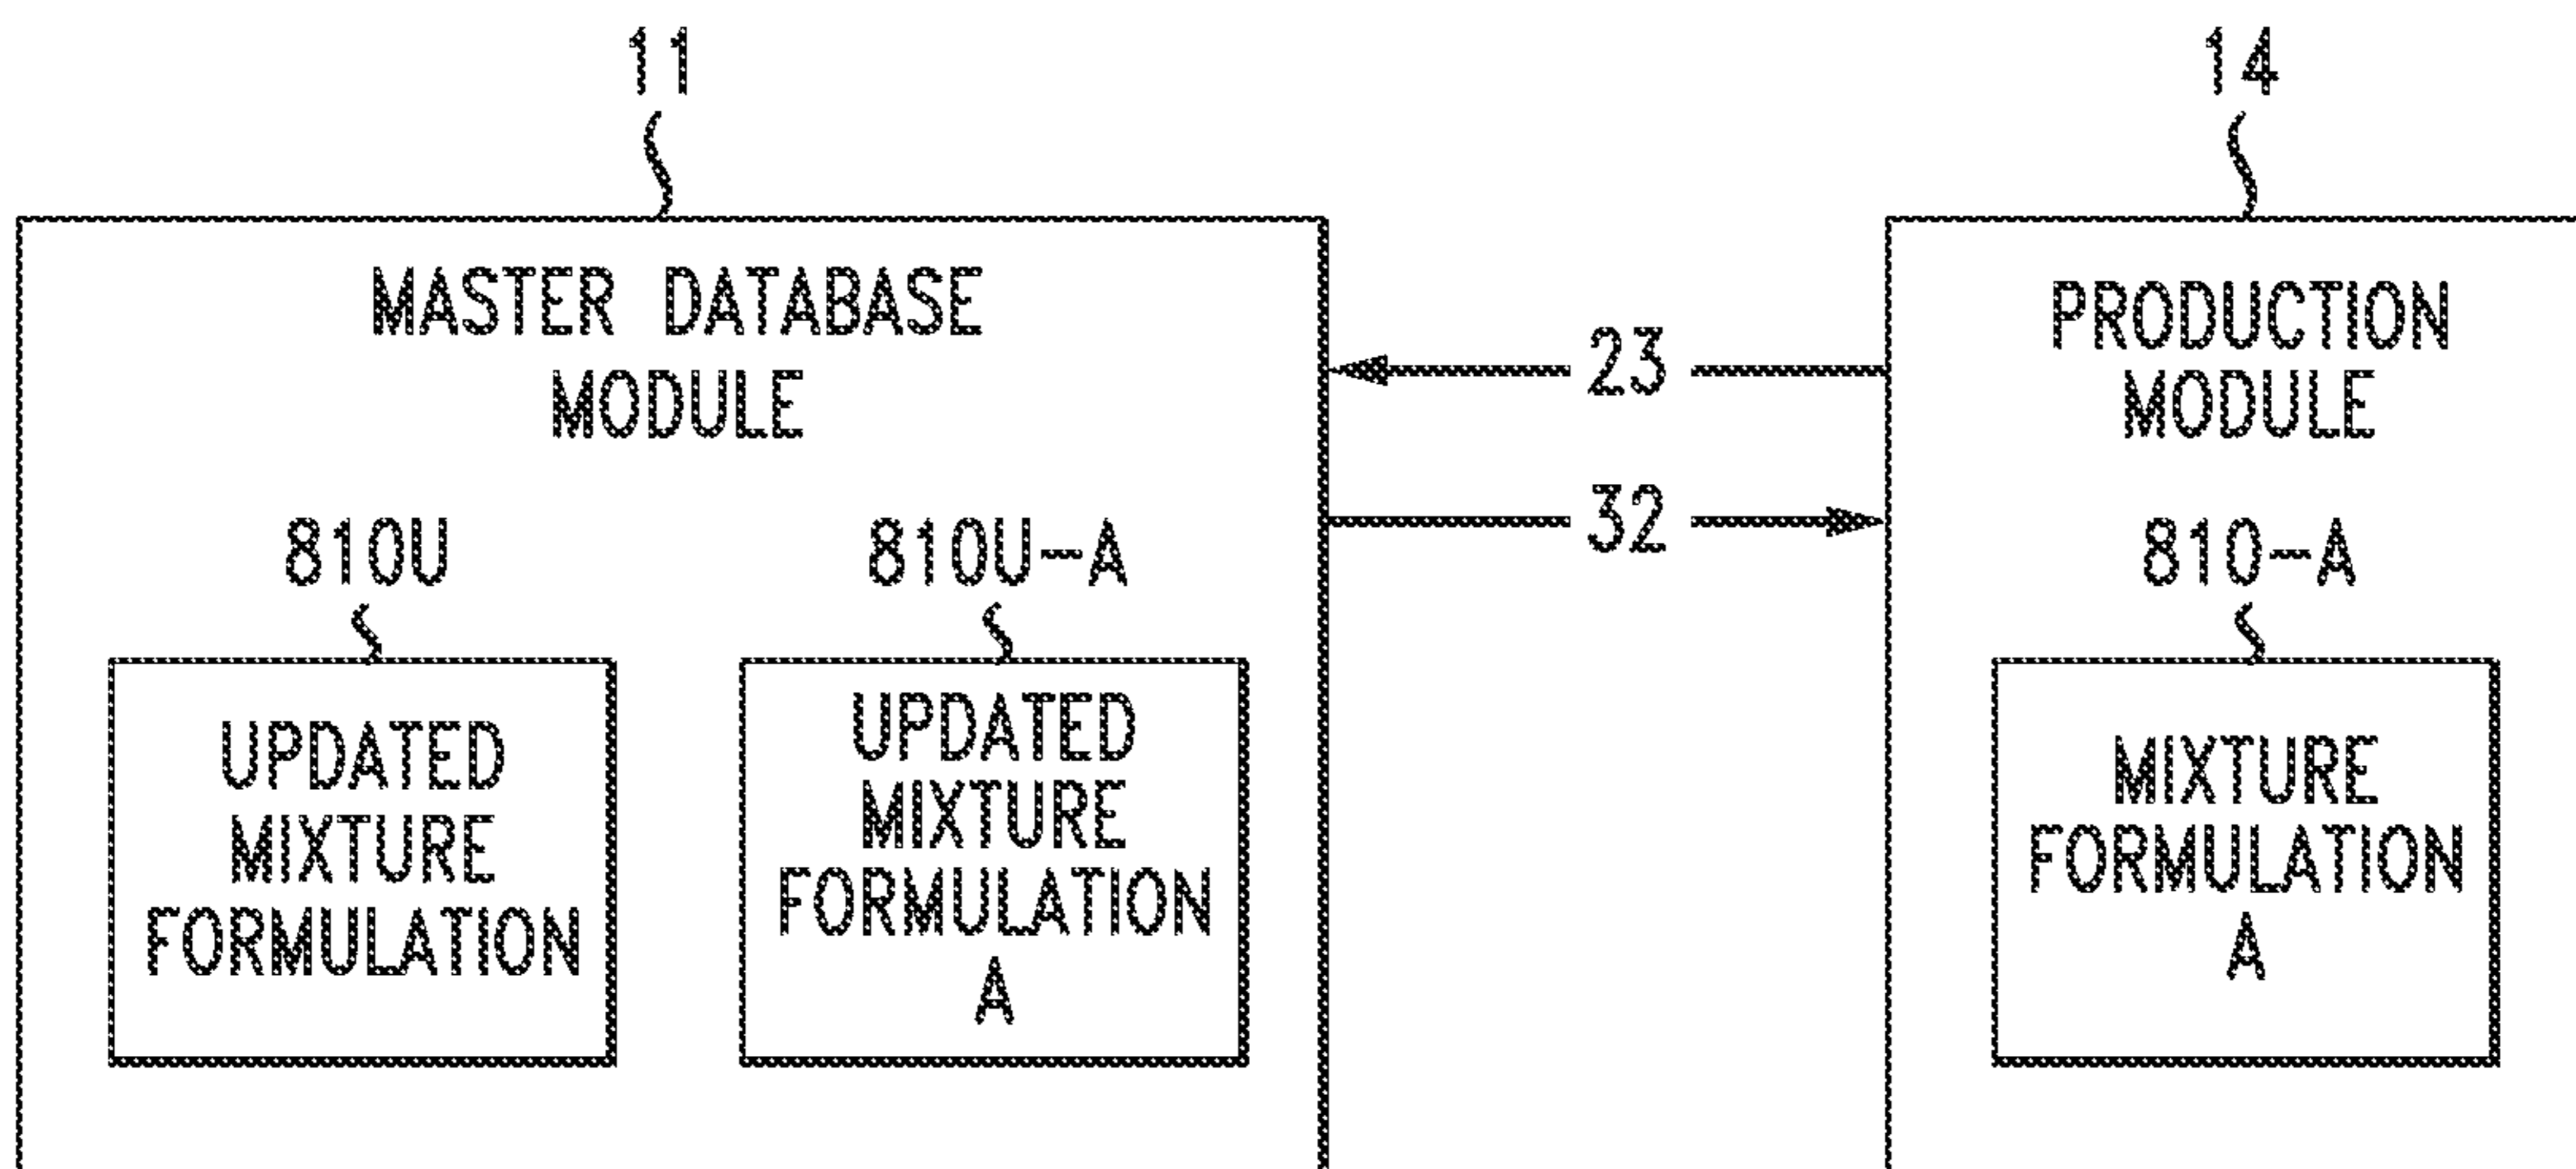 11
14
MASTER DATABASE
MODULE
PRODUCTION
MODULE
23
32
810U
810U-A
810-A
UPDATED
MIXTURE
FORMULATION
UPDATED
MIXTURE
FORMULATION
A
MIXTURE
FORMULATION
A